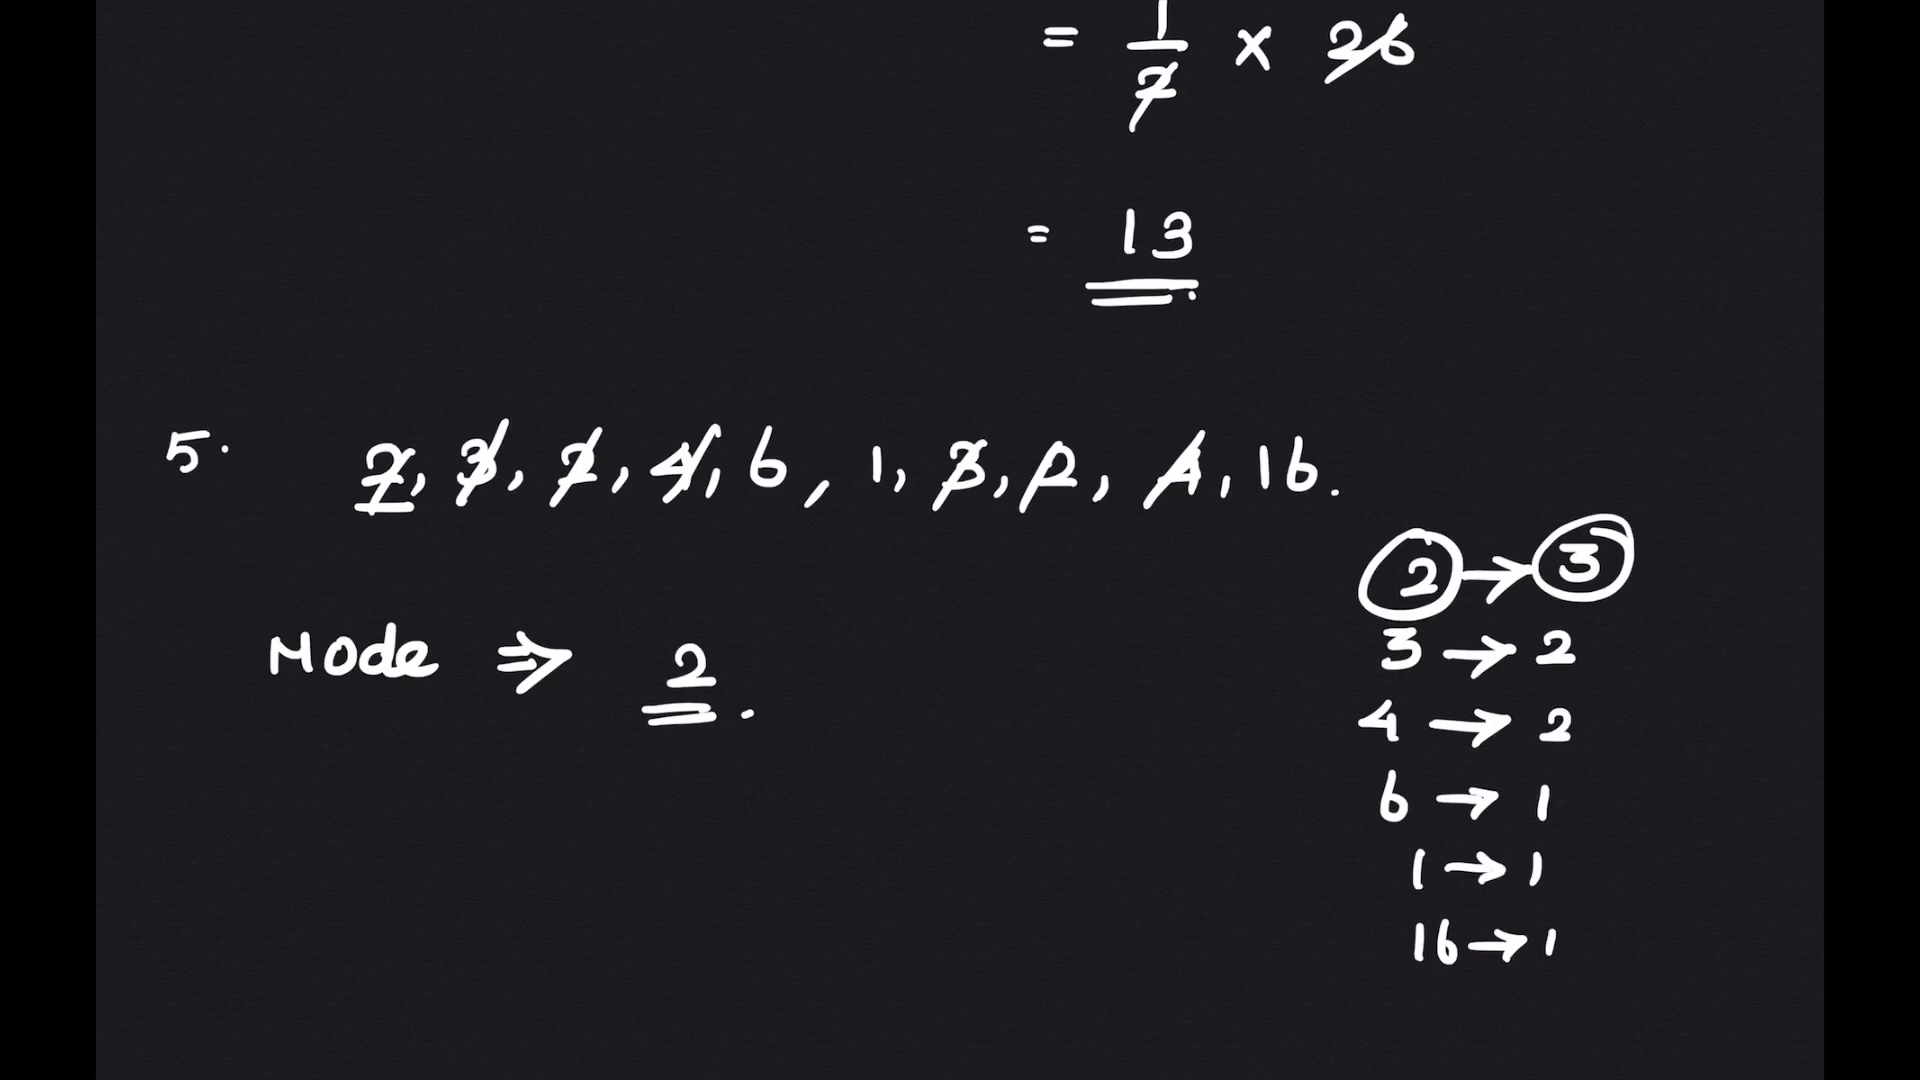 = 1/2 × 26
= 13
5. 2, 3, 2, 4, 6, 1, 3, 2, 4, 16.
Mode ⇒ 2.
2 → 3
3 → 2
4 → 2
6 → 1
1 → 1
16 → 1